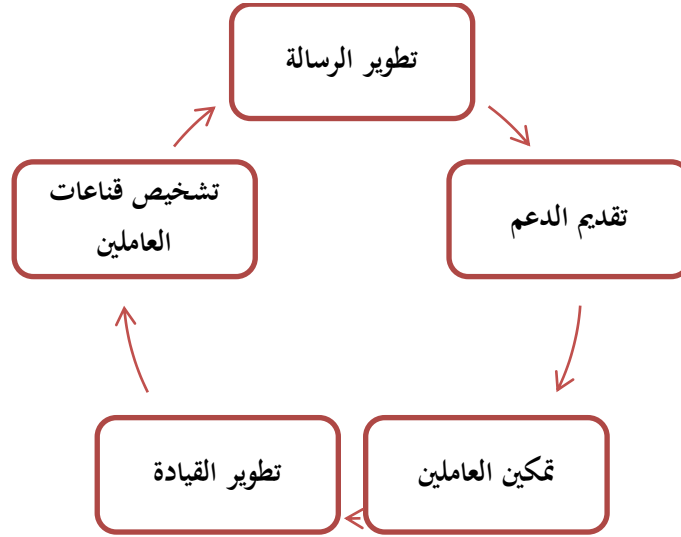 تطوير الرسالة
تقديم الدعم
تمكين العاملين
تطوير القيادة
تشخيص قناعات
العاملين